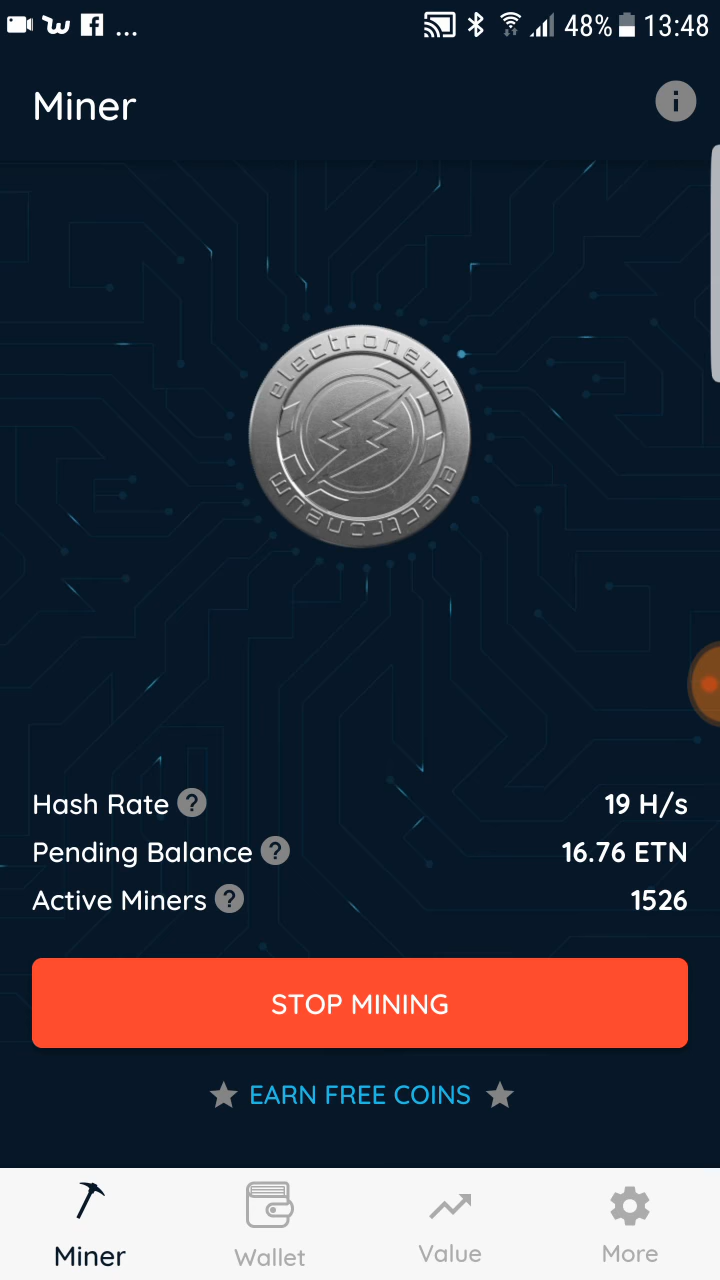 ... 48% 13:48
Miner
electroneum
electroneum
Hash Rate ? 19 H/s
Pending Balance ? 16.76 ETN
Active Miners ? 1526
STOP MINING
EARN FREE COINS
Miner Wallet Value More